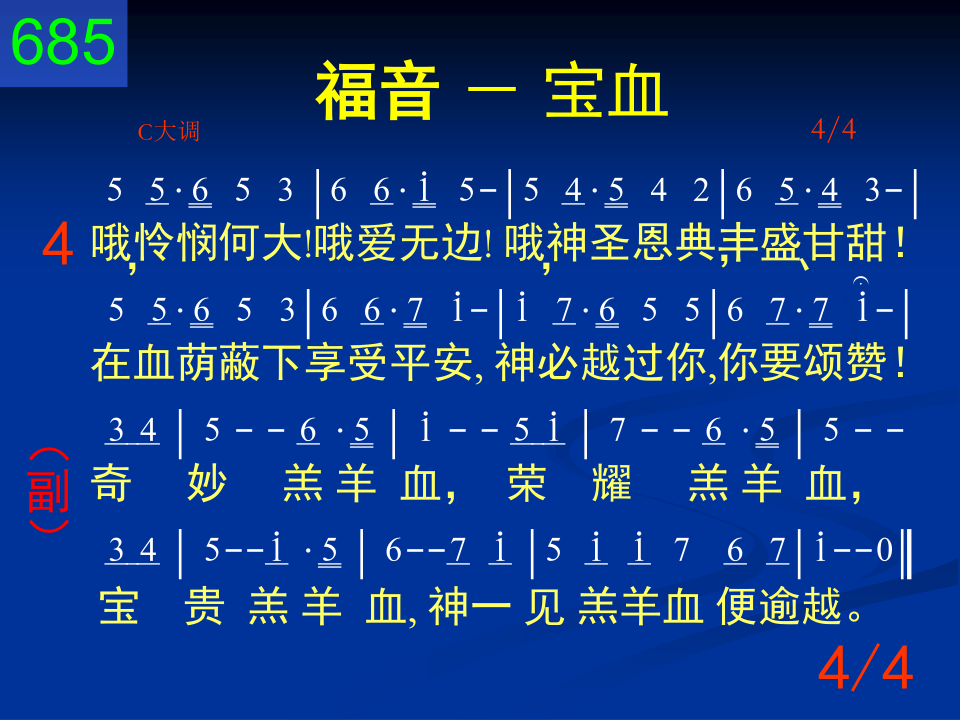 685
福音 － 宝血
C大调 4/4
5 5·6 5 3 | 6 6·i 5- | 5 4·5 4 2 | 6 5·4 3- |
4 哦,怜悯何大!哦爱无边! 哦,神圣恩典,丰盛、甘甜!
5 5·6 5 3 | 6 6·7 i- | i 7·6 5 5 | 6 7·7 i- |
在血荫蔽下享受平安, 神必越过你,你要颂赞!
3 4 | 5 - - 6 ·5 | i - - 5 i | 7 - - 6 ·5 | 5 - -
（副） 奇 妙 羔 羊 血, 荣 耀 羔 羊 血,
3 4 | 5--i ·5 | 6--7 i | 5 i i 7 6 7 | i--0 ‖
宝 贵 羔 羊 血, 神一 见 羔羊血 便逾越。
4/4